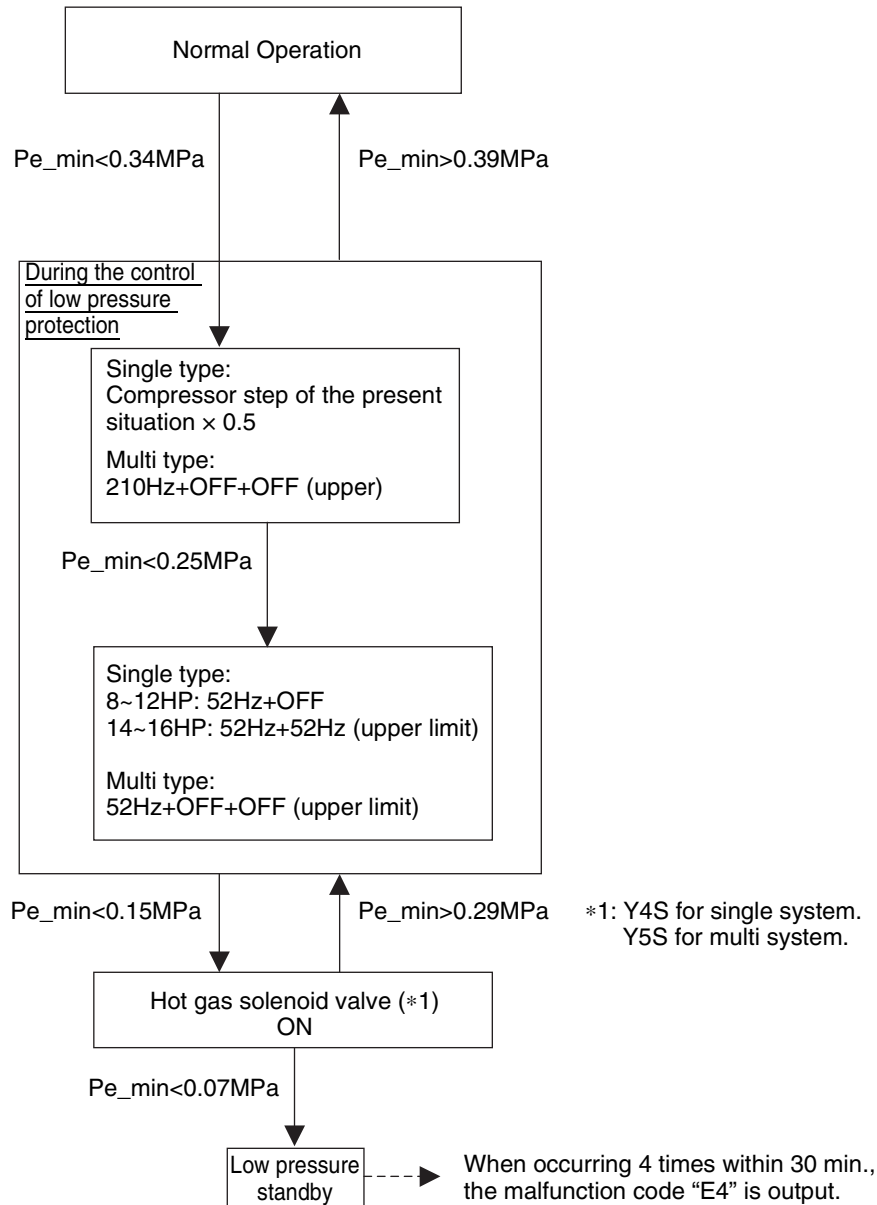 Normal Operation
Pe_min<0.34MPa
Pe_min>0.39MPa
During the control
of low pressure
protection
Single type:
Compressor step of the present
situation × 0.5
Multi type:
210Hz+OFF+OFF (upper)
Pe_min<0.25MPa
Single type:
8~12HP: 52Hz+OFF
14~16HP: 52Hz+52Hz (upper limit)
Multi type:
52Hz+OFF+OFF (upper limit)
Pe_min<0.15MPa
Pe_min>0.29MPa
*1: Y4S for single system.
Y5S for multi system.
Hot gas solenoid valve (*1)
ON
Pe_min<0.07MPa
Low pressure
standby
When occurring 4 times within 30 min.,
the malfunction code “E4” is output.